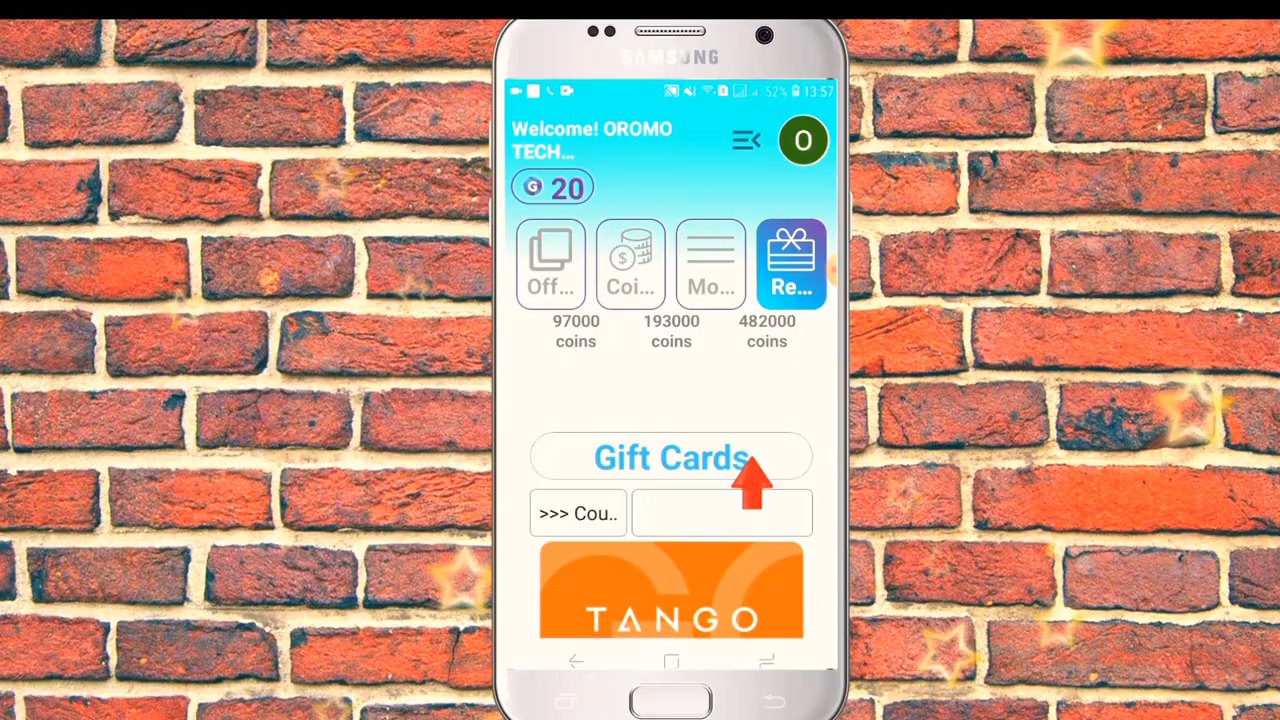 SAMSUNG
52% 13:57
Welcome! OROMO
TECH...
O
G 20
Off...
Coi...
Mo...
Re...
97000
coins
193000
coins
482000
coins
Gift Cards
>>> Cou..
TANGO